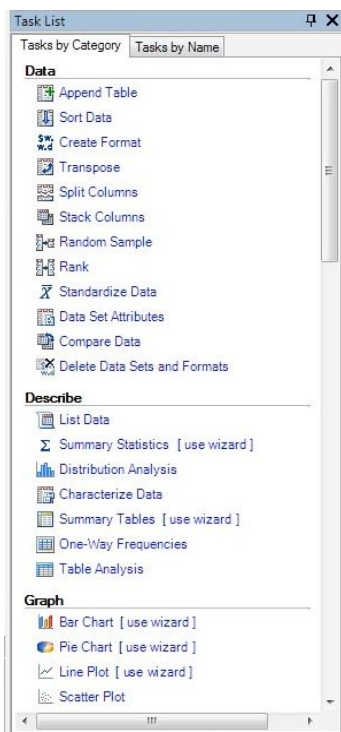 Task List
Tasks by Category
Tasks by Name
Data
Append Table
Sort Data
Create Format
Transpose
Split Columns
Stack Columns
Random Sample
Rank
Standardize Data
Data Set Attributes
Compare Data
Delete Data Sets and Formats
Describe
List Data
Summary Statistics [ use wizard ]
Distribution Analysis
Characterize Data
Summary Tables [ use wizard ]
One-Way Frequencies
Table Analysis
Graph
Bar Chart [ use wizard ]
Pie Chart [ use wizard ]
Line Plot [ use wizard ]
Scatter Plot